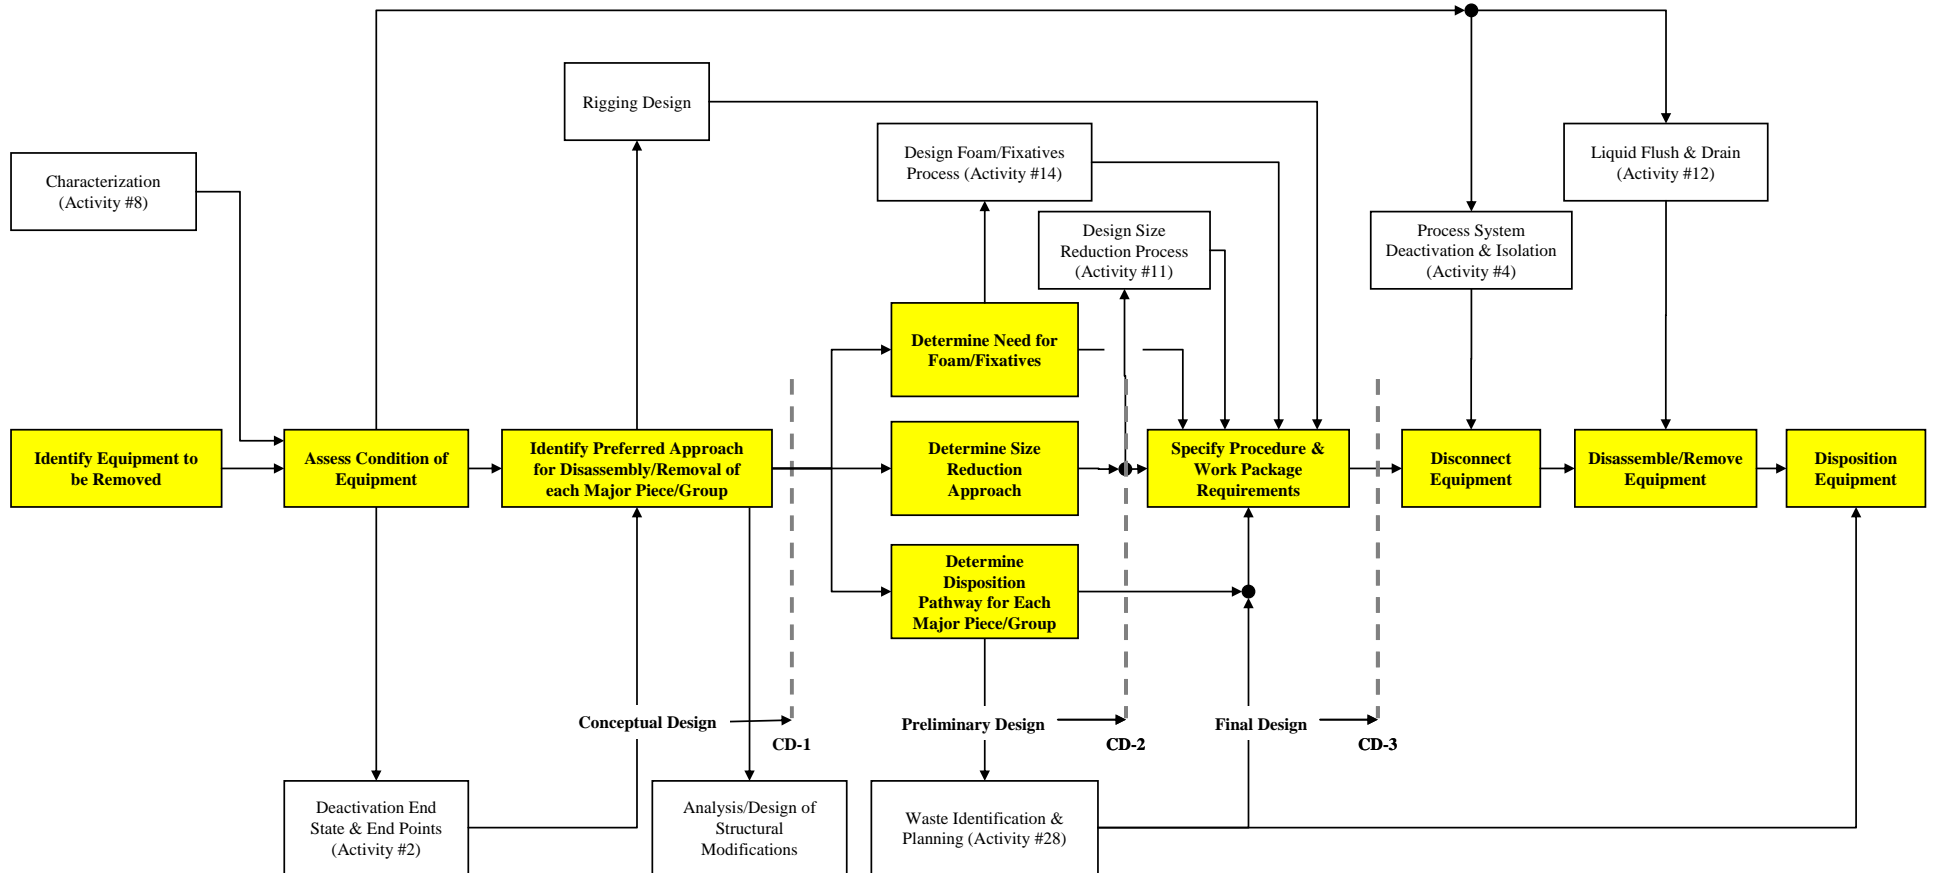 Rigging Design
Design Foam/Fixatives
Process (Activity #14)
Liquid Flush & Drain
(Activity #12)
Characterization
(Activity #8)
Design Size
Reduction Process
(Activity #11)
Process System
Deactivation & Isolation
(Activity #4)
Determine Need for
Foam/Fixatives
Identify Equipment to
be Removed
Assess Condition of
Equipment
Identify Preferred Approach
for Disassembly/Removal of
each Major Piece/Group
Determine Size
Reduction
Approach
Specify Procedure &
Work Package
Requirements
Disconnect
Equipment
Disassemble/Remove
Equipment
Disposition
Equipment
Determine
Disposition
Pathway for Each
Major Piece/Group
Conceptual Design
CD-1
Preliminary Design
CD-2
Final Design
CD-3
Deactivation End
State & End Points
(Activity #2)
Analysis/Design of
Structural
Modifications
Waste Identification &
Planning (Activity #28)